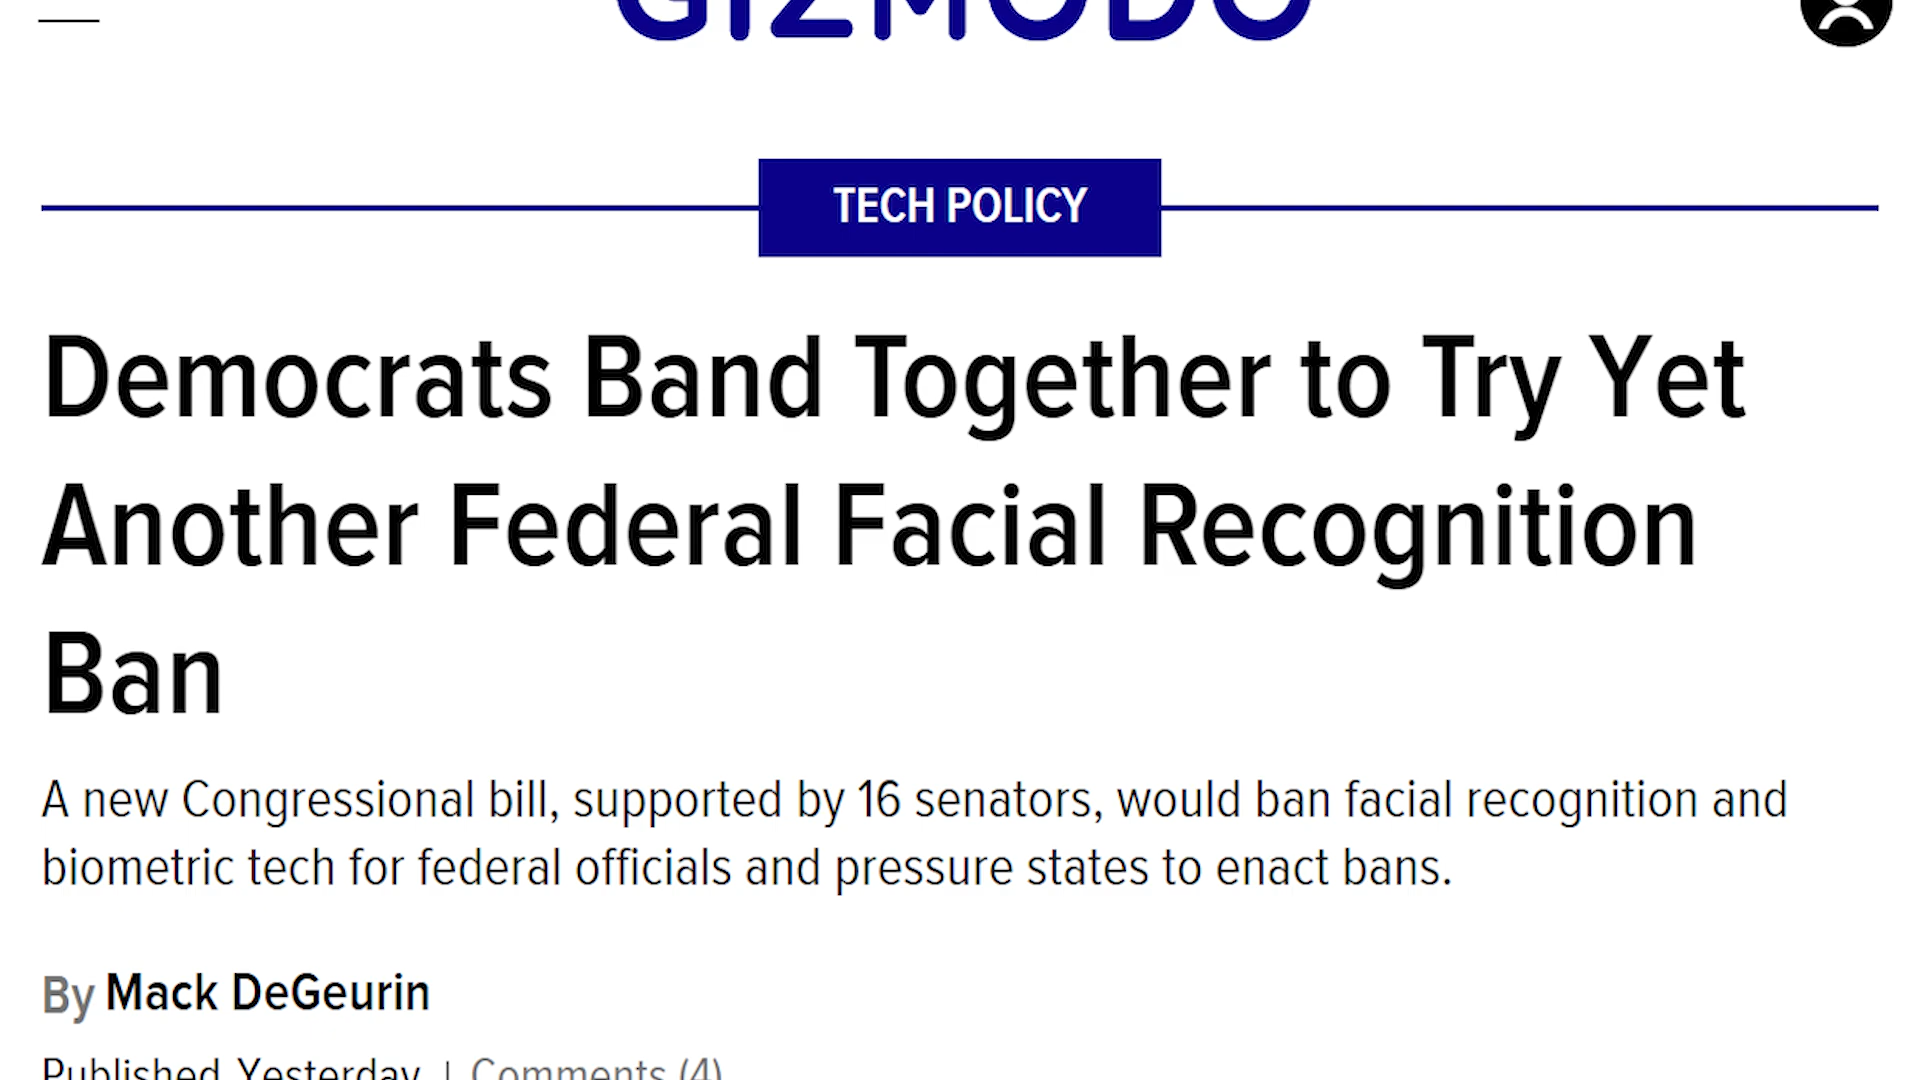 GIZMODO
TECH POLICY
Democrats Band Together to Try Yet
Another Federal Facial Recognition
Ban
A new Congressional bill, supported by 16 senators, would ban facial recognition and
biometric tech for federal officials and pressure states to enact bans.
By Mack DeGeurin
Published Yesterday | Comments (4)